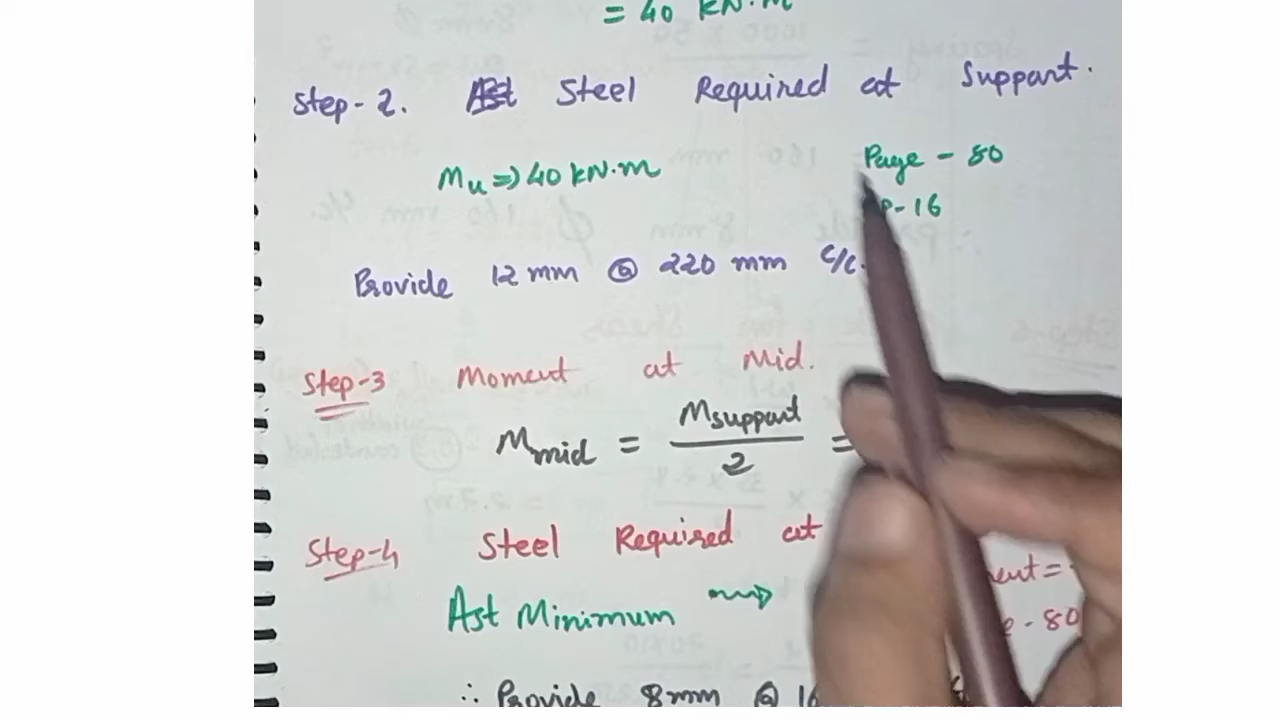 = 40 KN.M
Step-2. Steel Required at Support.
Mu => 40 KN.M Page - 80
- 16
Provide 12 mm @ 220 mm c/c.
Step-3 Moment at Mid.
Mmid = Msupport / 2 =
Step-4 Steel Required at
Ast Minimum
- 80
∴ Provide 8mm @